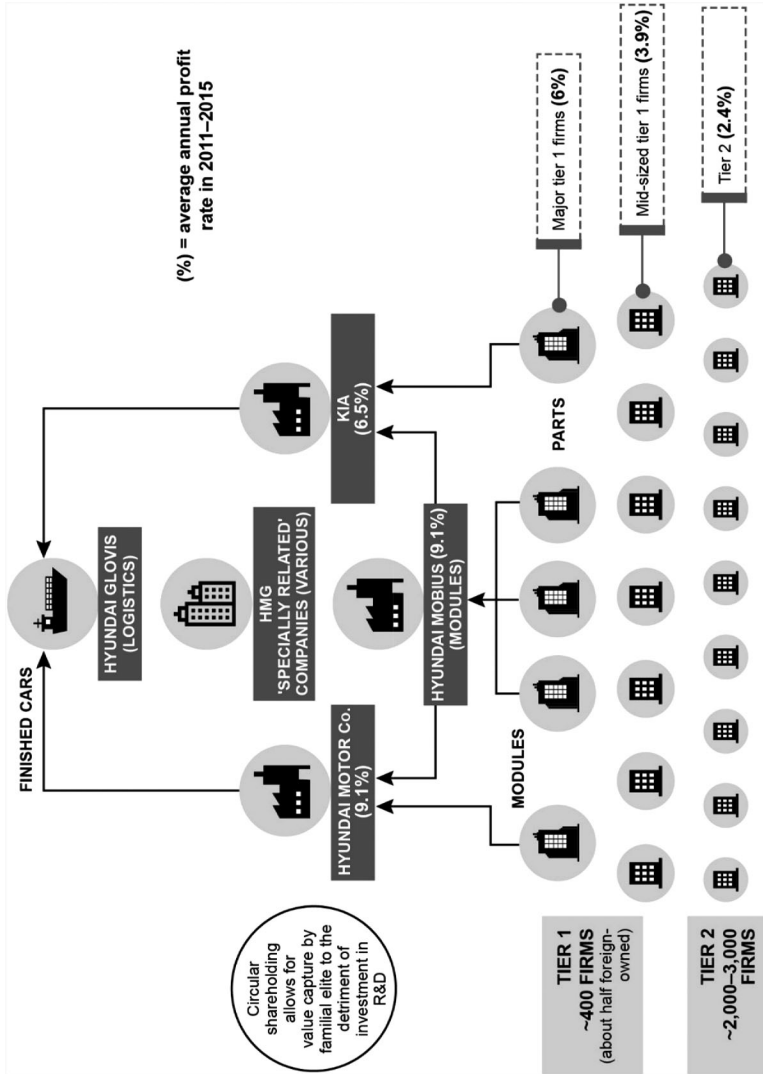 (%) = average annual profit
rate in 2011–2015
FINISHED CARS
HYUNDAI GLOVIS
(LOGISTICS)
HMG
'SPECIALLY RELATED'
COMPANIES (VARIOUS)
Circular
shareholding
allows for
value capture by
familial elite to the
detriment of
investment in
R&D
HYUNDAI MOTOR Co.
(9.1%)
KIA
(6.5%)
HYUNDAI MOBIUS (9.1%)
(MODULES)
MODULES
PARTS
Major tier 1 firms (6%)
TIER 1
~400 FIRMS
(about half foreign-
owned)
Mid-sized tier 1 firms (3.9%)
TIER 2
~2,000–3,000
FIRMS
Tier 2 (2.4%)